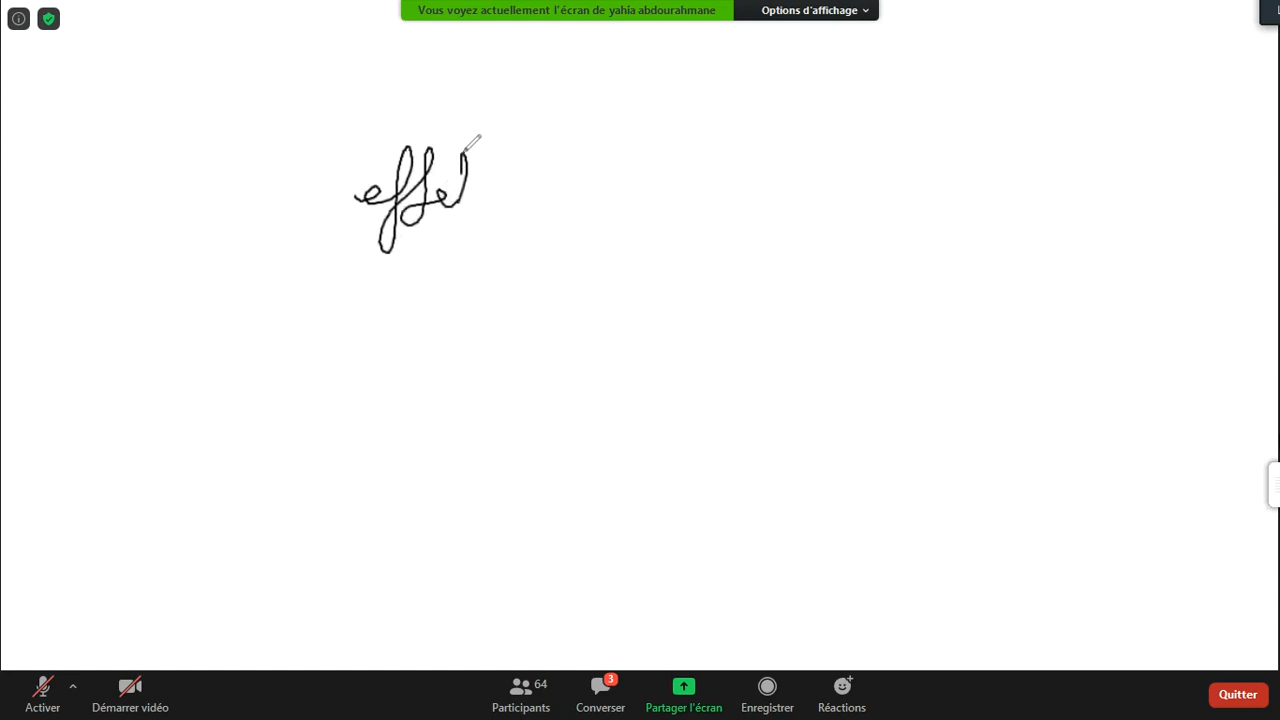 Vous voyez actuellement l'écran de yahia abdourahmane
Options d'affichage
effe
Activer
Démarrer vidéo
64
Participants
3
Converser
Partager l'écran
Enregistrer
Réactions
Quitter